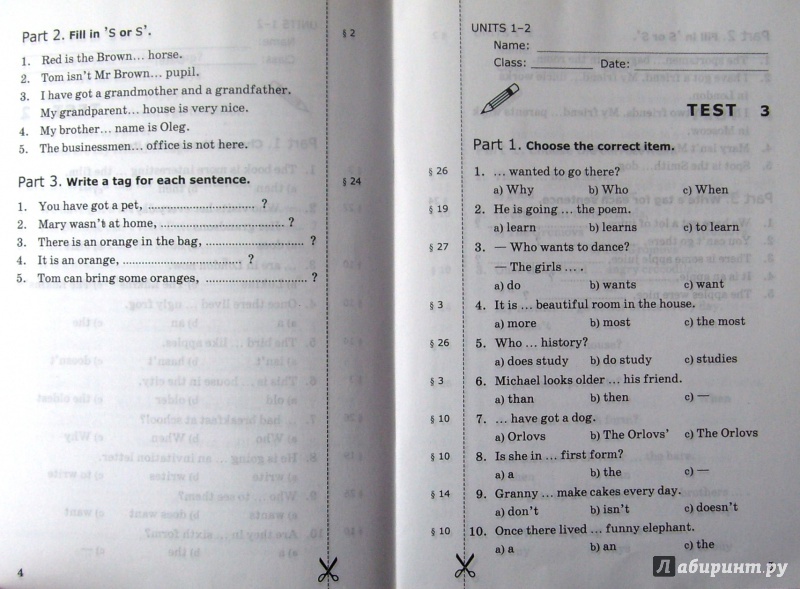 Part 2. Fill in 'S or S'.
§ 2
1. Red is the Brown... horse.
2. Tom isn't Mr Brown... pupil.
3. I have got a grandmother and a grandfather.
My grandparent... house is very nice.
4. My brother... name is Oleg.
5. The businessmen... office is not here.
Part 3. Write a tag for each sentence.
§ 24
1. You have got a pet, .............................. ?
2. Mary wasn't at home, .................................. ?
3. There is an orange in the bag, ............................ ?
4. It is an orange, .................................. ?
5. Tom can bring some oranges, ............................ ?
4
UNITS 1–2
Name:
Class: Date:
TEST 3
Part 1. Choose the correct item.
§ 26 1. ... wanted to go there?
a) Why b) Who c) When
§ 19 2. He is going ... the poem.
a) learn b) learns c) to learn
§ 27 3. — Who wants to dance?
— The girls ... .
a) do b) wants c) want
§ 3 4. It is ... beautiful room in the house.
a) more b) most c) the most
§ 26 5. Who ... history?
a) does study b) do study c) studies
§ 3 6. Michael looks older ... his friend.
a) than b) then c) —
§ 10 7. ... have got a dog.
a) Orlovs b) The Orlovs' c) The Orlovs
§ 10 8. Is she in ... first form?
a) a b) the c) —
§ 14 9. Granny ... make cakes every day.
a) don't b) isn't c) doesn't
§ 10 10. Once there lived ... funny elephant.
a) a b) an c) the
Лабиринт.ru